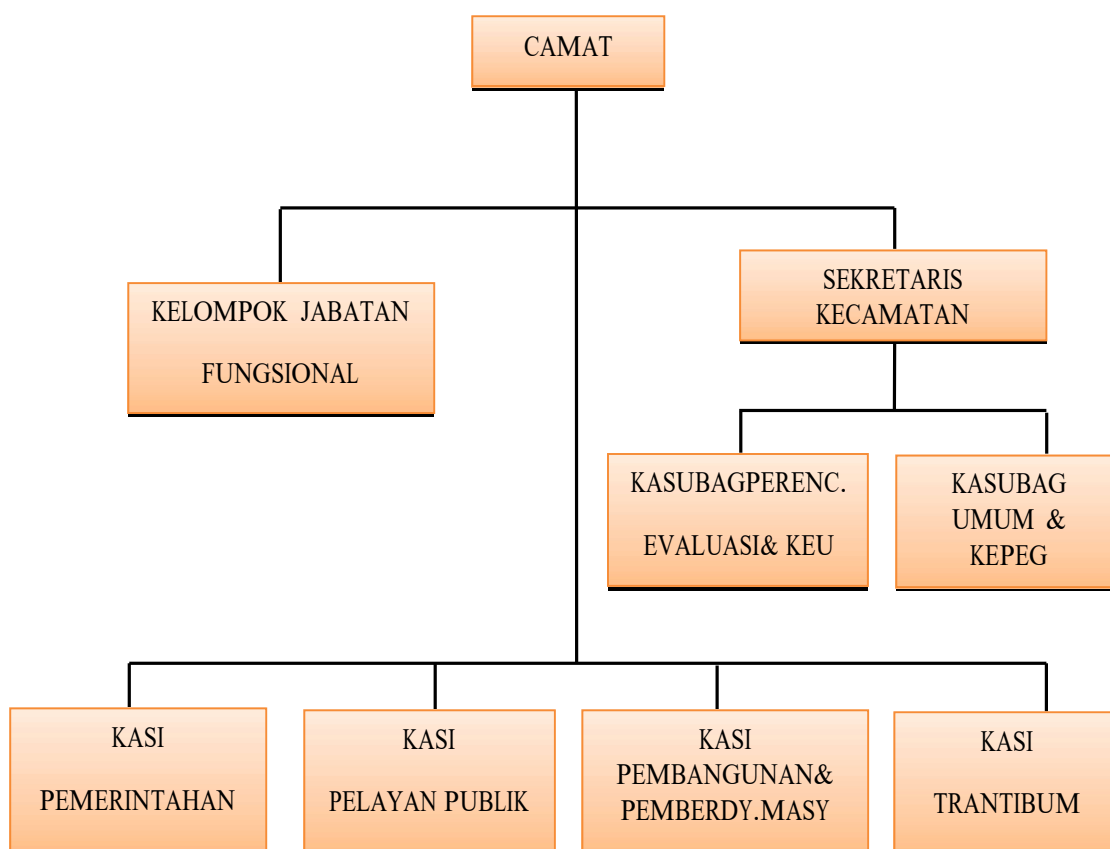 CAMAT
KELOMPOK JABATAN
FUNGSIONAL
SEKRETARIS
KECAMATAN
KASUBAGPERENC.
EVALUASI& KEU
KASUBAG
UMUM &
KEPEG
KASI
PEMERINTAHAN
KASI
PELAYAN PUBLIK
KASI
PEMBANGUNAN&
PEMBERDY.MASY
KASI
TRANTIBUM